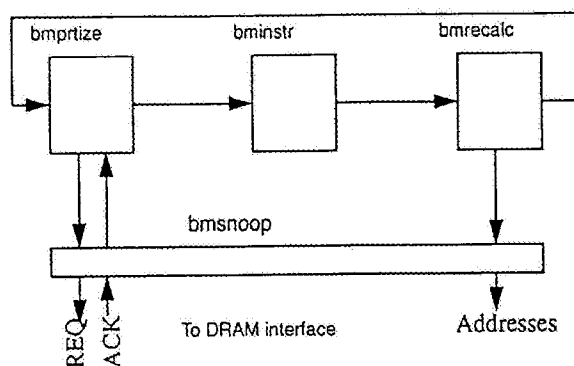 bmprtize
bminstr
bmrecalc
bmsnoop
REQ
ACK
To DRAM interface
Addresses